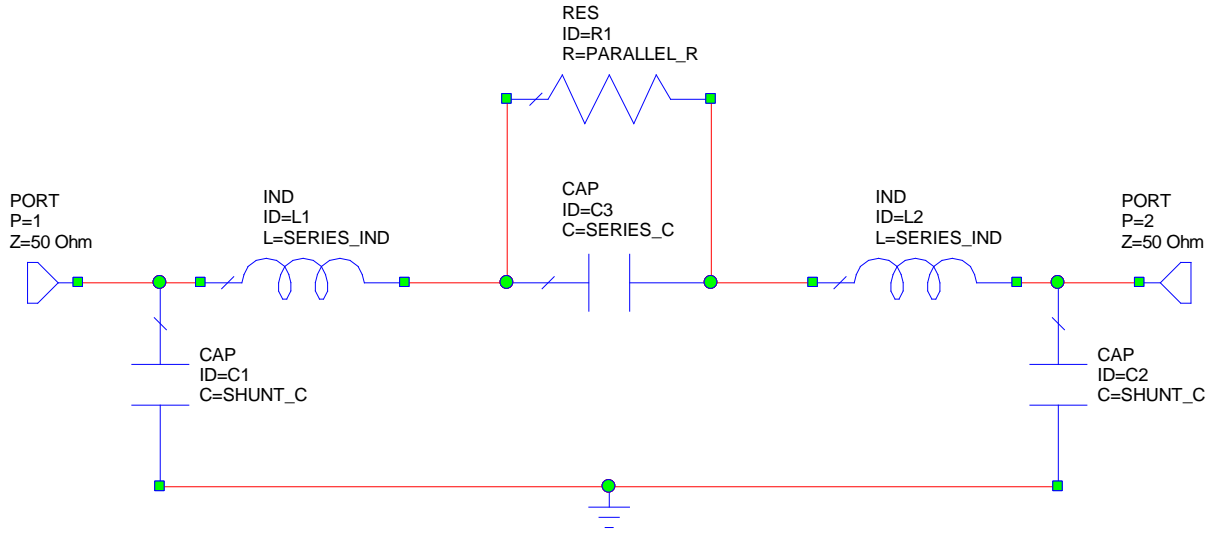 RES
ID=R1
R=PARALLEL_R
PORT
P=1
Z=50 Ohm
IND
ID=L1
L=SERIES_IND
CAP
ID=C3
C=SERIES_C
IND
ID=L2
L=SERIES_IND
PORT
P=2
Z=50 Ohm
CAP
ID=C1
C=SHUNT_C
CAP
ID=C2
C=SHUNT_C